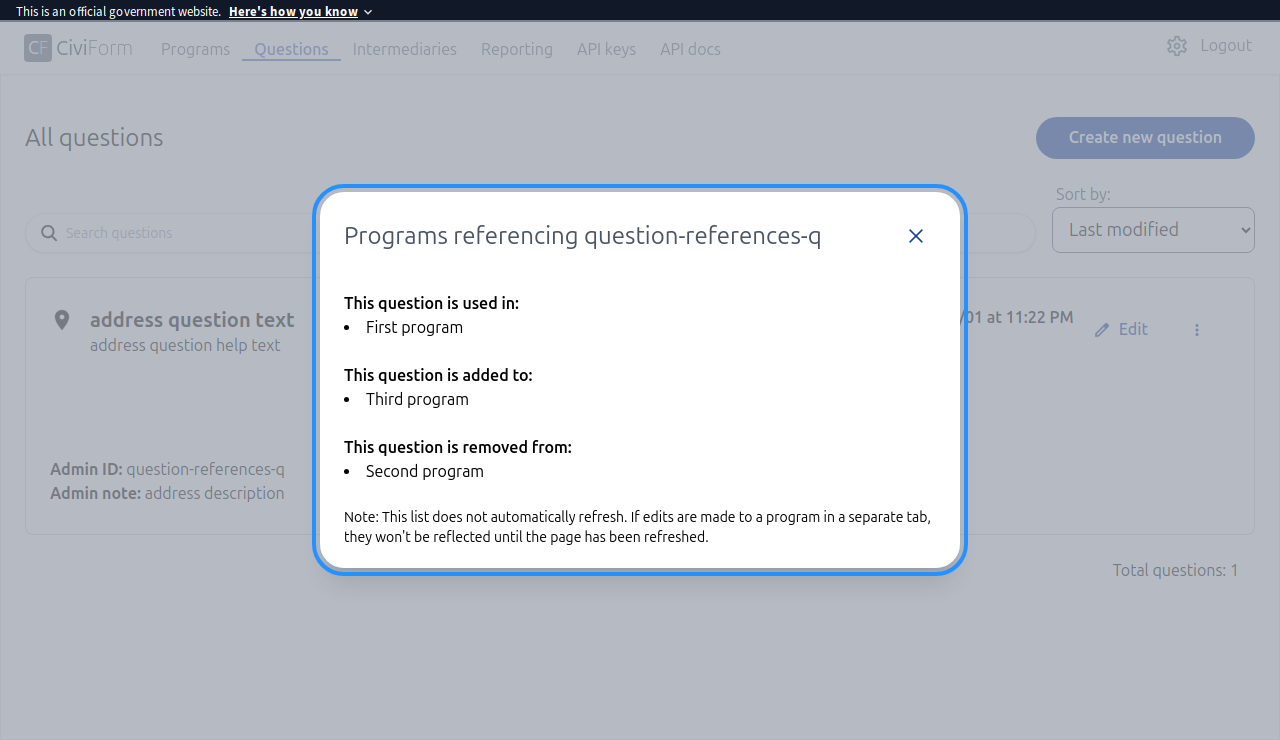 This is an official government website. Here's how you know
CF CiviForm Programs Questions Intermediaries Reporting API keys API docs Logout
All questions
Create new question
Sort by:
Search questions
Last modified
Programs referencing question-references-q
This question is used in:
• First program
This question is added to:
• Third program
This question is removed from:
• Second program
Note: This list does not automatically refresh. If edits are made to a program in a separate tab,
they won't be reflected until the page has been refreshed.
address question text
address question help text
/01 at 11:22 PM
Edit
Admin ID: question-references-q
Admin note: address description
Total questions: 1